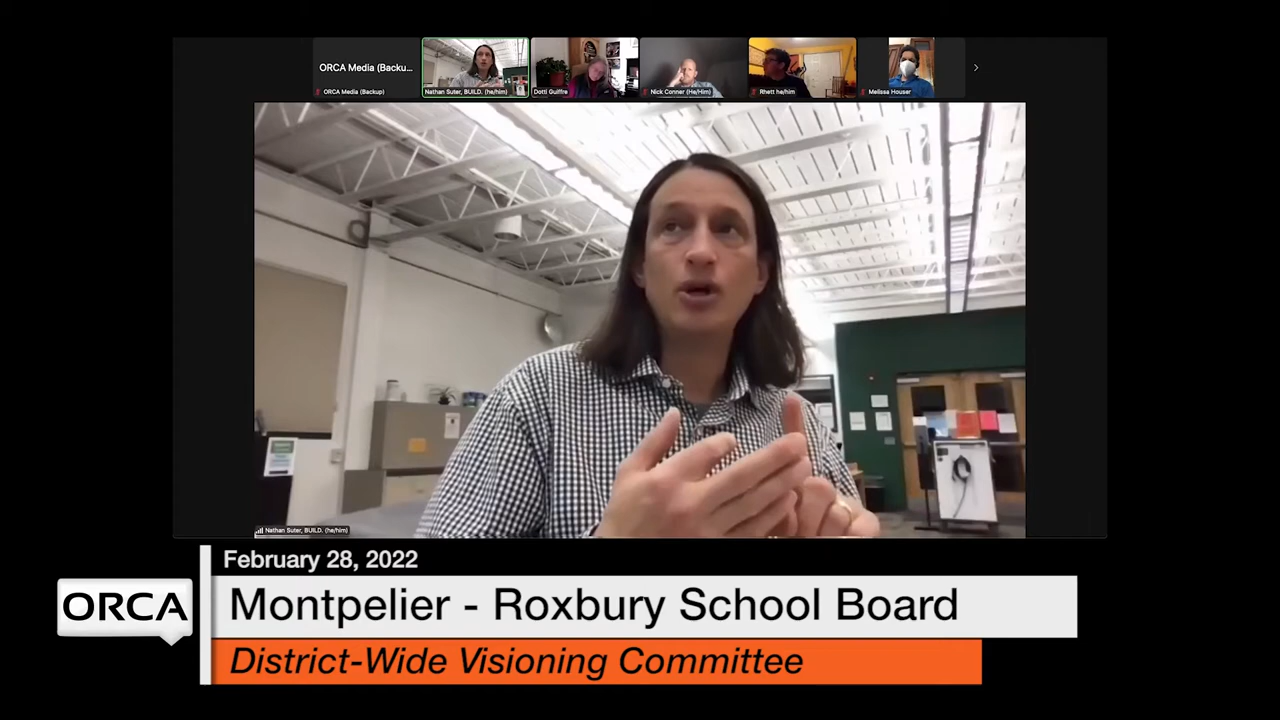 ORCA Media (Backu...
ORCA Media (Backup)
Nathan Suter, BUILD. (he/him)
Dotti Guiffre
Nick Conner (He/Him)
Rhett he/him
Melissa Houser
Nathan Suter, BUILD. (he/him)
February 28, 2022
ORCA
Montpelier - Roxbury School Board
District-Wide Visioning Committee